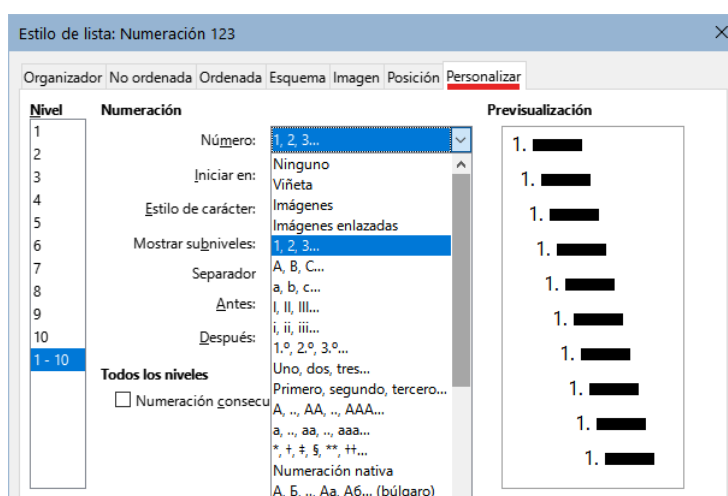 Estilo de lista: Numeración 123
Organizador No ordenada Ordenada Esquema Imagen Posición Personalizar
Nivel
1
2
3
4
5
6
7
8
9
10
1 - 10
Numeración
Número: 1, 2, 3...
Iniciar en:
Estilo de carácter:
Mostrar subniveles:
Separador
Antes:
Después:
Todos los niveles
Numeración consecu
Ninguno
Viñeta
Imágenes
Imágenes enlazadas
1, 2, 3...
A, B, C...
a, b, c...
I, II, III...
i, ii, iii...
1.º, 2.º, 3.º...
Uno, dos, tres...
Primero, segundo, tercero...
A, .., AA, .., AAA...
a, .., aa, .., aaa...
*, †, ‡, §, **, ††...
Numeración nativa
А, Б, .., Аа, Аб... (búlgaro)
Previsualización
1.
1.
1.
1.
1.
1.
1.
1.
1.
1.